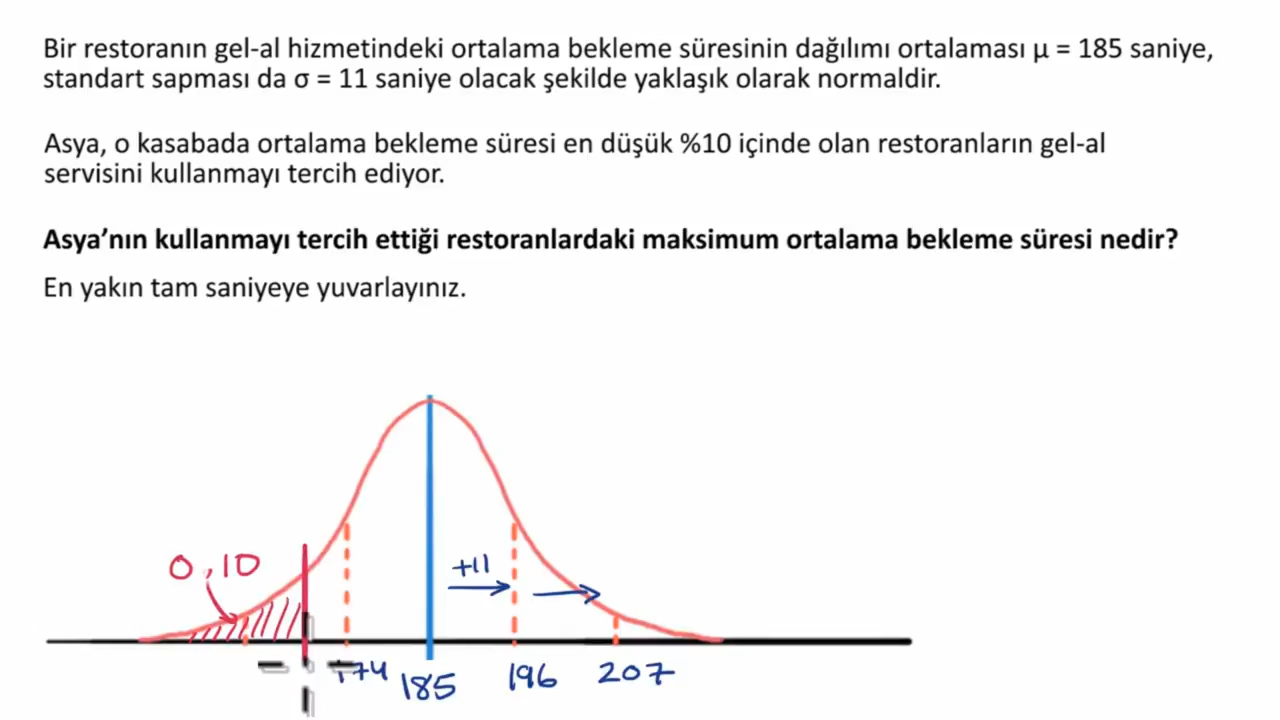 Bir restoranın gel-al hizmetindeki ortalama bekleme süresinin dağılımı ortalaması μ = 185 saniye,
standart sapması da σ = 11 saniye olacak şekilde yaklaşık olarak normaldir.
Asya, o kasabada ortalama bekleme süresi en düşük %10 içinde olan restoranların gel-al
servisini kullanmayı tercih ediyor.
Asya’nın kullanmayı tercih ettiği restoranlardaki maksimum ortalama bekleme süresi nedir?
En yakın tam saniyeye yuvarlayınız.
0,10
+11
174 185 196 207